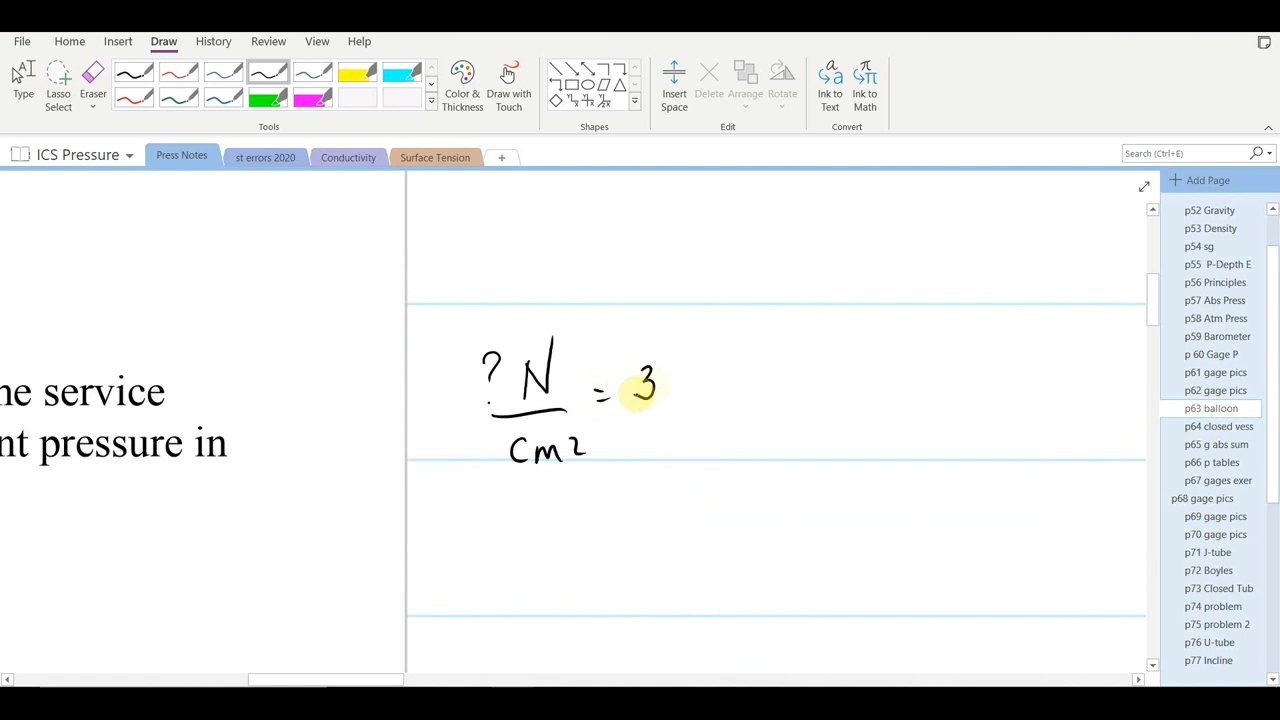 File Home Insert Draw History Review View Help
Type
Lasso Select
Eraser
Color & Thickness
Draw with Touch
Insert Space
Delete
Arrange
Rotate
Ink to Text
Ink to Math
Tools
Shapes
Edit
Convert
ICS Pressure
Press Notes
st errors 2020
Conductivity
Surface Tension
+
Search (Ctrl+E)
Add Page
p52 Gravity
p53 Density
p54 sg
p55 P-Depth E
p56 Principles
p57 Abs Press
p58 Atm Press
p59 Barometer
p 60 Gage P
p61 gage pics
p62 gage pics
p63 balloon
p64 closed vess
p65 g abs sum
p66 p tables
p67 gages exer
p68 gage pics
p69 gage pics
p70 gage pics
p71 J-tube
p72 Boyles
p73 Closed Tub
p74 problem
p75 problem 2
p76 U-tube
p77 Incline
ne service
nt pressure in
? N = 3
cm2